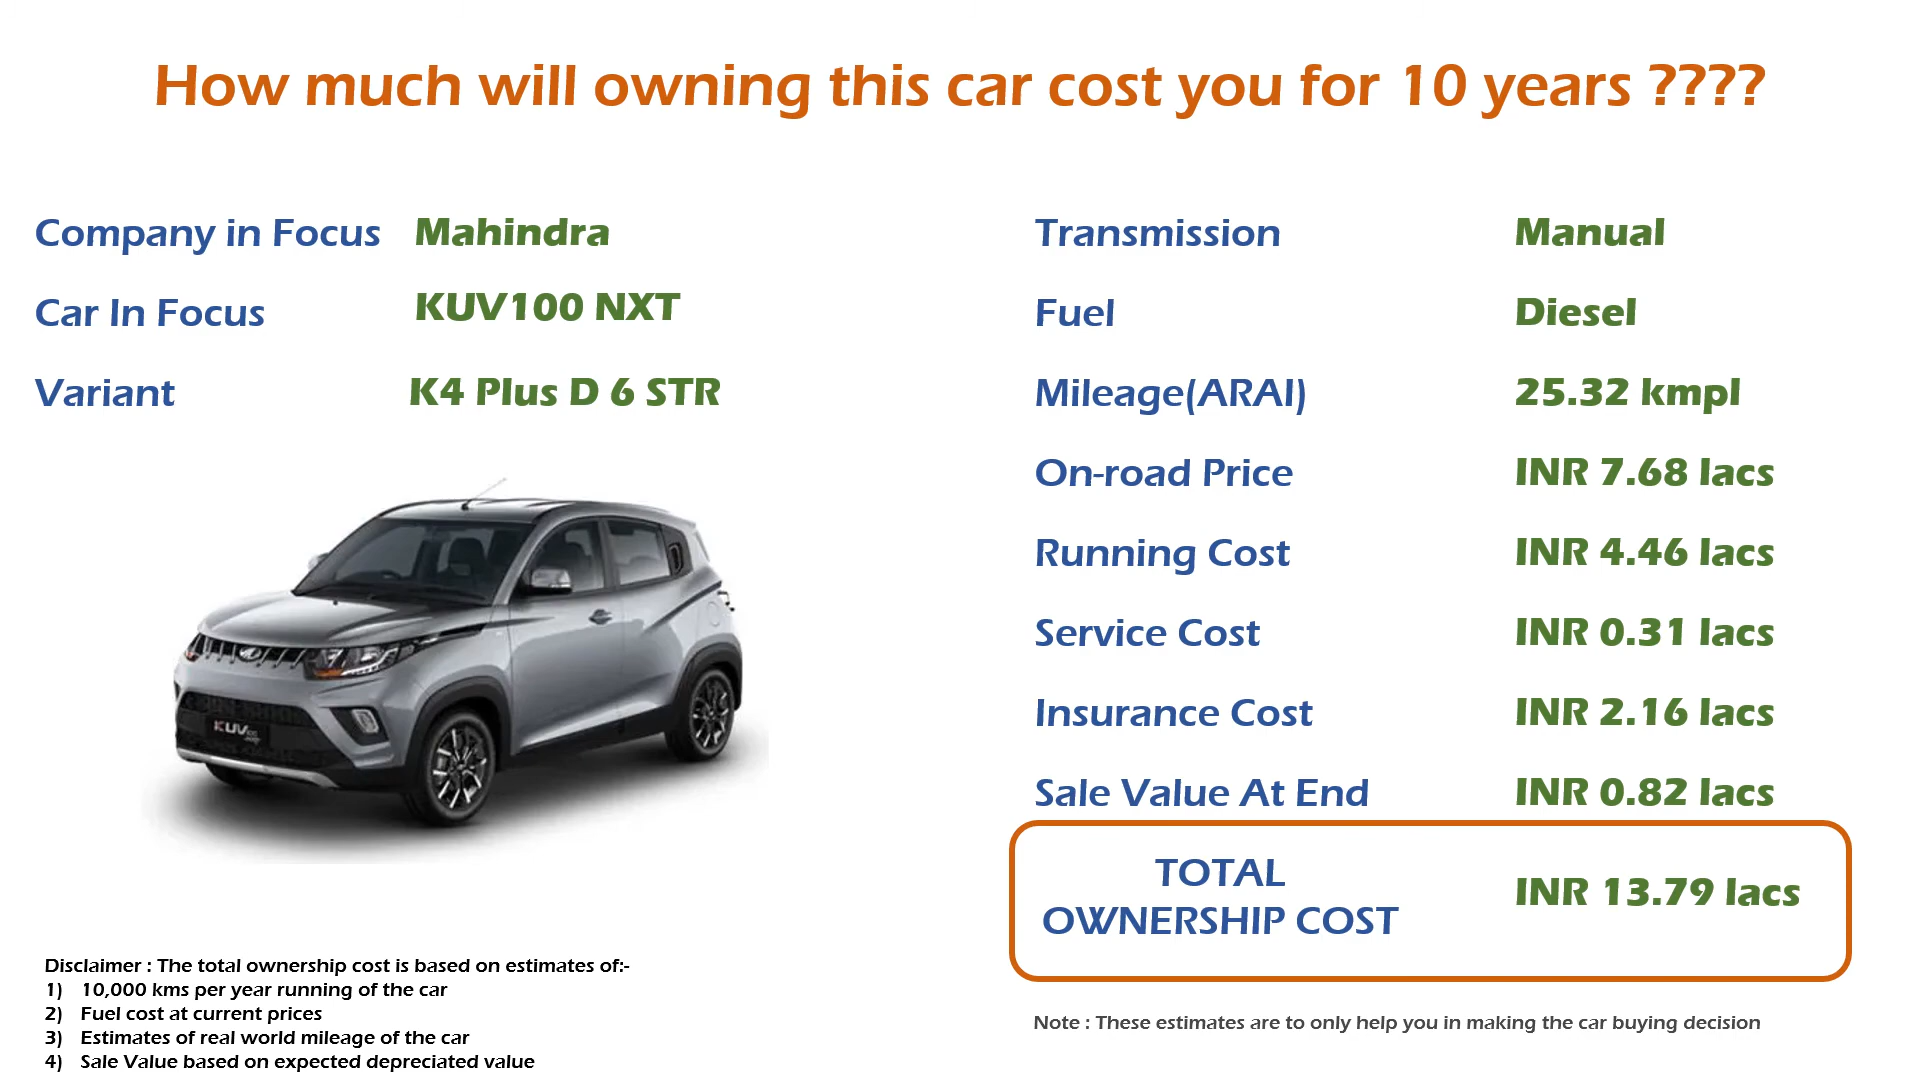 How much will owning this car cost you for 10 years ????
Company in Focus Mahindra
Car In Focus KUV100 NXT
Variant K4 Plus D 6 STR
Transmission Manual
Fuel Diesel
Mileage(ARAI) 25.32 kmpl
On-road Price INR 7.68 lacs
Running Cost INR 4.46 lacs
Service Cost INR 0.31 lacs
Insurance Cost INR 2.16 lacs
Sale Value At End INR 0.82 lacs
TOTAL
OWNERSHIP COST INR 13.79 lacs
KUV100
Disclaimer : The total ownership cost is based on estimates of:-
1) 10,000 kms per year running of the car
2) Fuel cost at current prices
3) Estimates of real world mileage of the car
4) Sale Value based on expected depreciated value
Note : These estimates are to only help you in making the car buying decision